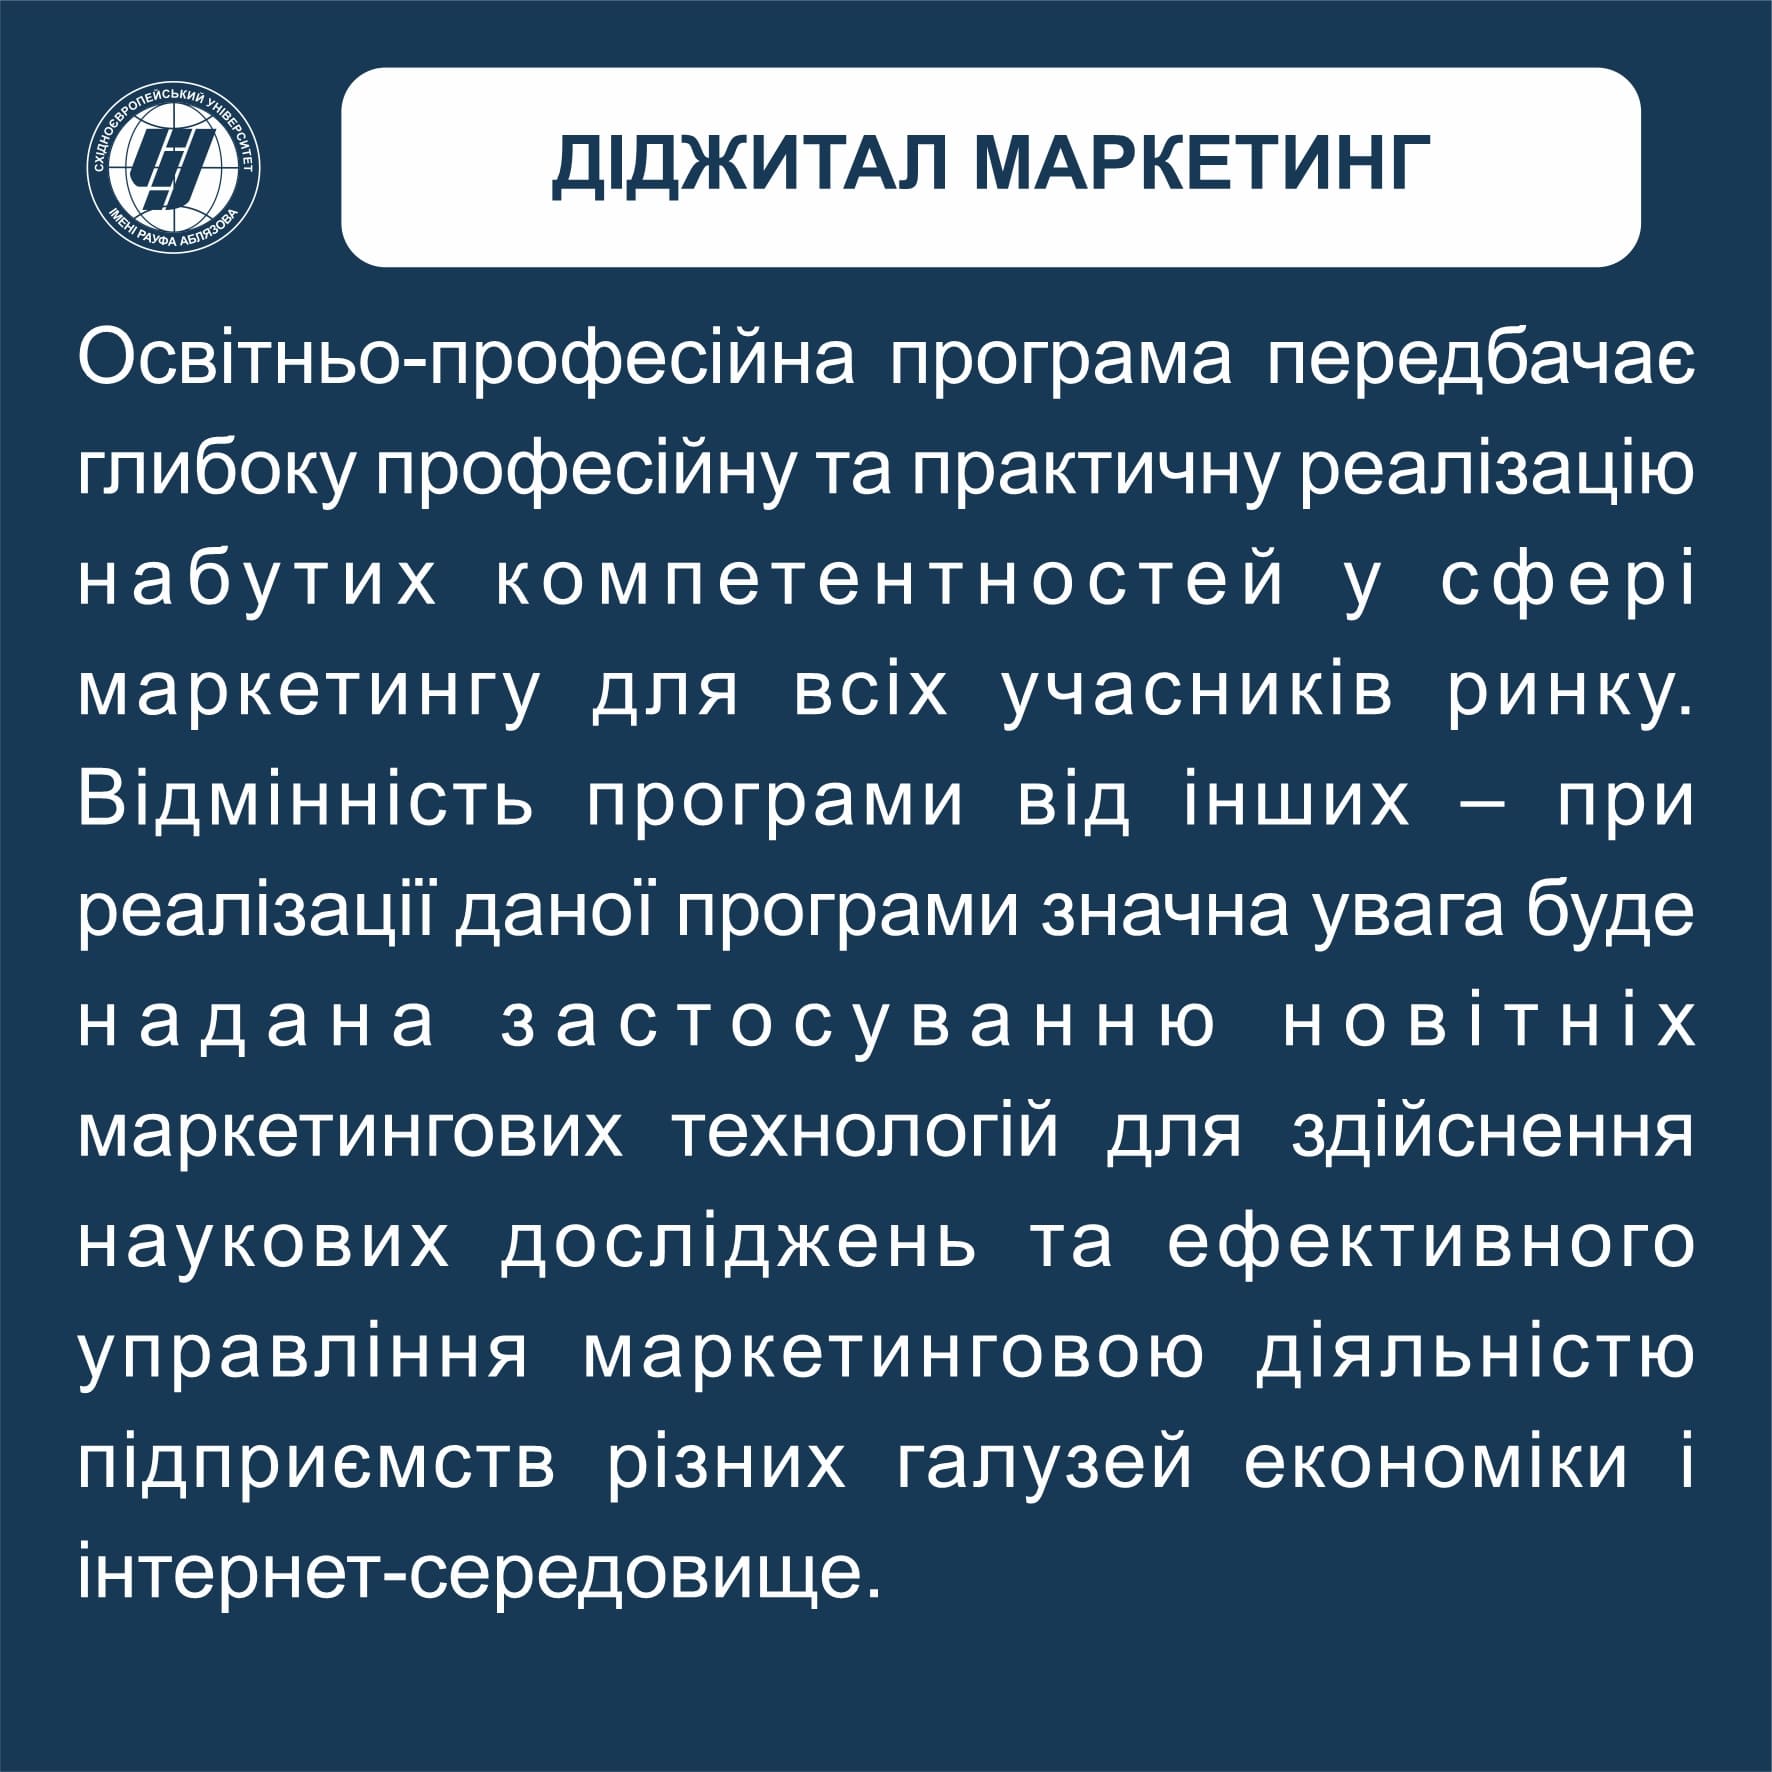 СХІДНОЄВРОПЕЙСЬКИЙ УНІВЕРСИТЕТ
ІМЕНІ РАУФА АБЛЯЗОВА
ДІДЖИТАЛ МАРКЕТИНГ
Освітньо-професійна програма передбачає
глибоку професійну та практичну реалізацію
набутих компетентностей у сфері
маркетингу для всіх учасників ринку.
Відмінність програми від інших – при
реалізації даної програми значна увага буде
надана застосуванню новітніх
маркетингових технологій для здійснення
наукових досліджень та ефективного
управління маркетинговою діяльністю
підприємств різних галузей економіки і
інтернет-середовище.